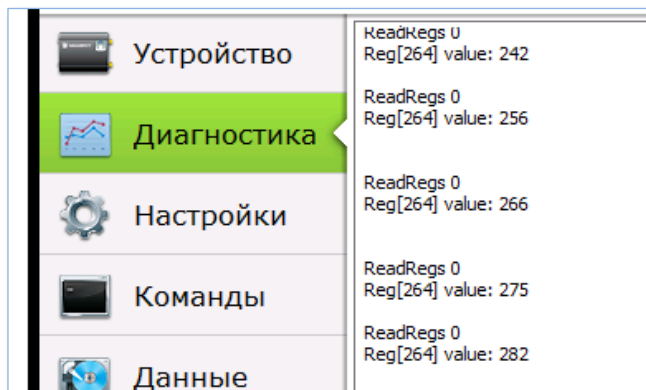 Устройство
Диагностика
Настройки
Команды
Данные
ReadRegs 0
Reg[264] value: 242
ReadRegs 0
Reg[264] value: 256
ReadRegs 0
Reg[264] value: 266
ReadRegs 0
Reg[264] value: 275
ReadRegs 0
Reg[264] value: 282